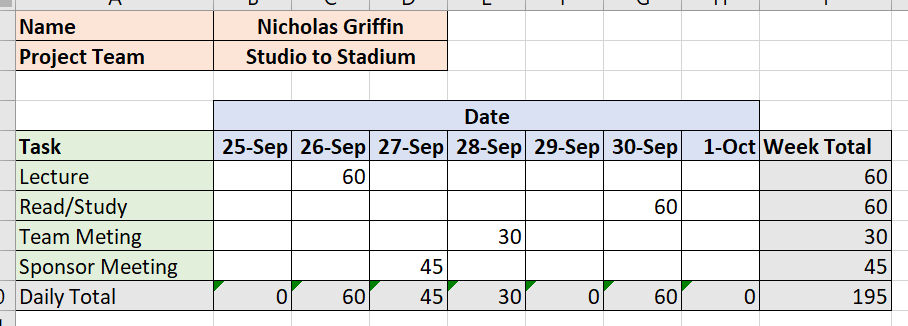 Name Nicholas Griffin
Project Team Studio to Stadium
Date
Task 25-Sep 26-Sep 27-Sep 28-Sep 29-Sep 30-Sep 1-Oct Week Total
Lecture 60 60
Read/Study 60 60
Team Meting 30 30
Sponsor Meeting 45 45
Daily Total 0 60 45 30 0 60 0 195